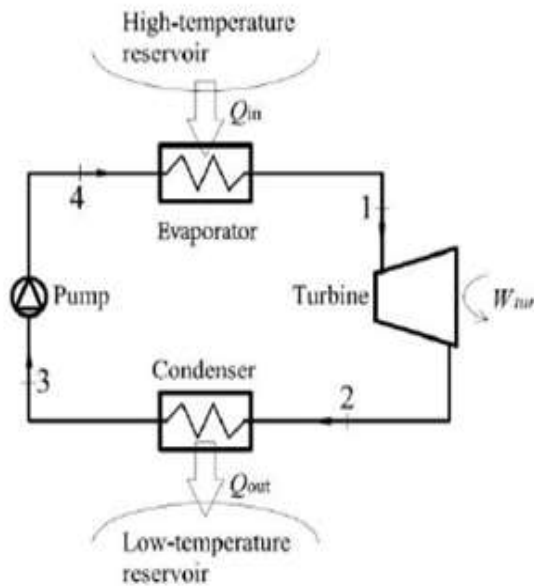 High-temperature
reservoir
Qin
4
1
Evaporator
Pump
Turbine
Wtur
Condenser
3
2
Qout
Low-temperature
reservoir